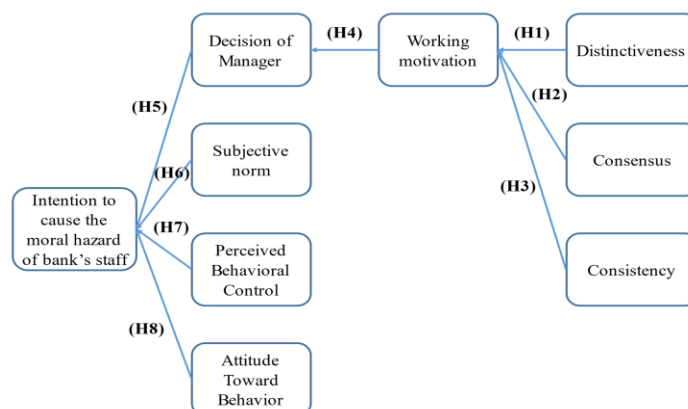 Decision of
Manager
(H4)
Working
motivation
(H1)
Distinctiveness
(H2)
(H5)
Subjective
norm
Consensus
(H6)
(H3)
Intention to
cause the
moral hazard
of bank's staff
(H7)
Perceived
Behavioral
Control
Consistency
(H8)
Attitude
Toward
Behavior